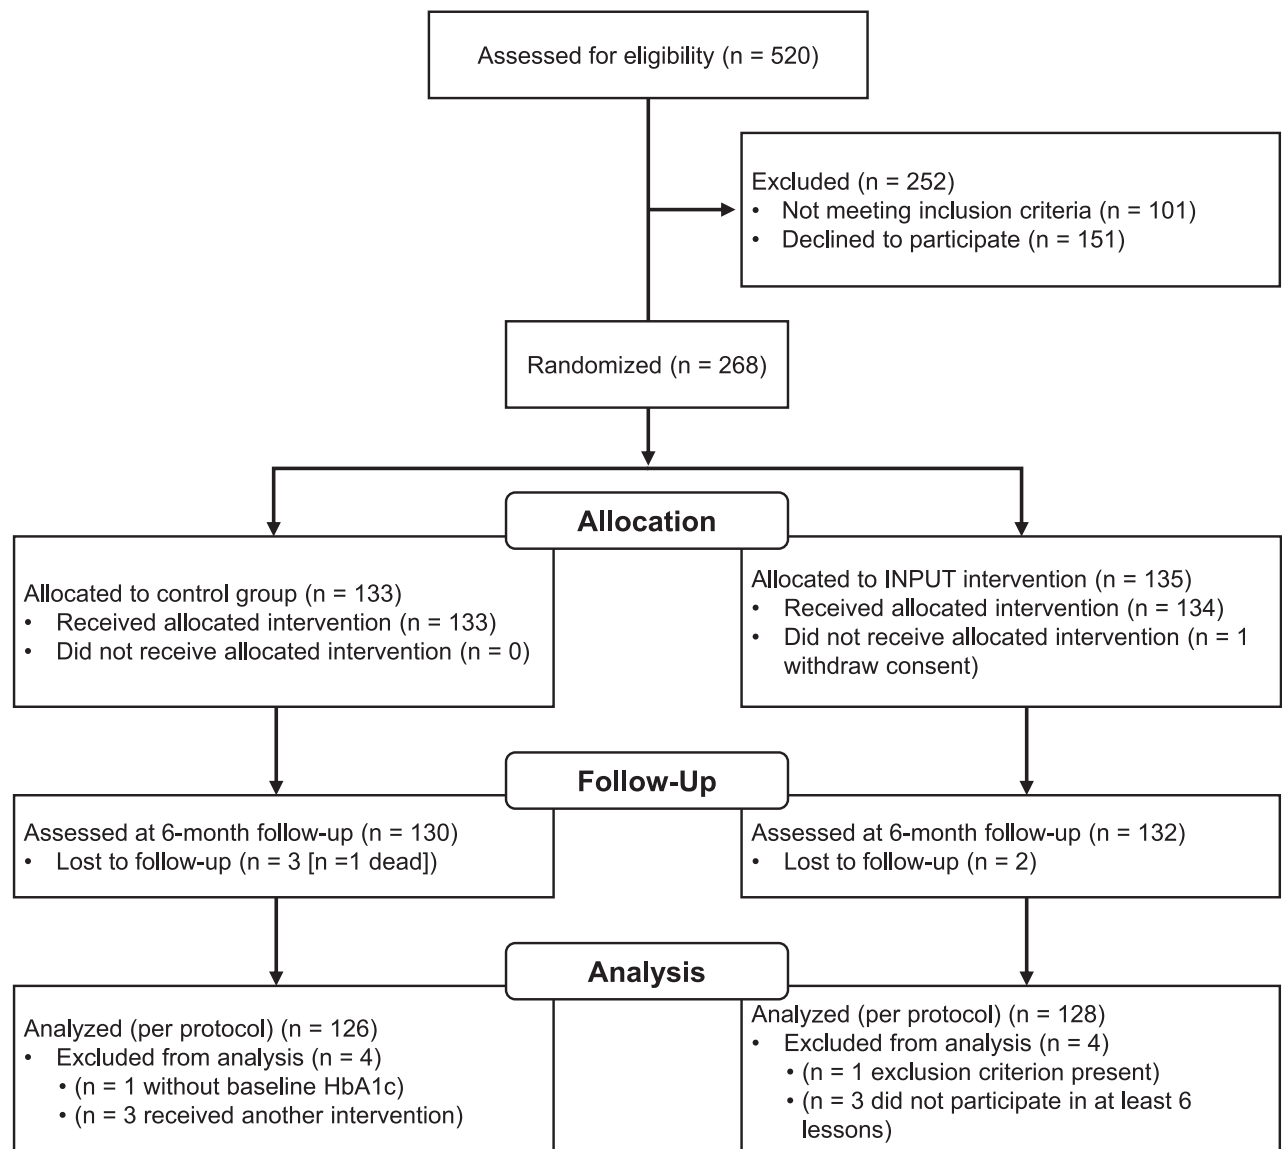 Assessed for eligibility (n = 520)
Excluded (n = 252)
• Not meeting inclusion criteria (n = 101)
• Declined to participate (n = 151)
Randomized (n = 268)
Allocation
Allocated to control group (n = 133)
• Received allocated intervention (n = 133)
• Did not receive allocated intervention (n = 0)
Allocated to INPUT intervention (n = 135)
• Received allocated intervention (n = 134)
• Did not receive allocated intervention (n = 1
withdraw consent)
Follow-Up
Assessed at 6-month follow-up (n = 130)
• Lost to follow-up (n = 3 [n =1 dead])
Assessed at 6-month follow-up (n = 132)
• Lost to follow-up (n = 2)
Analysis
Analyzed (per protocol) (n = 126)
• Excluded from analysis (n = 4)
• (n = 1 without baseline HbA1c)
• (n = 3 received another intervention)
Analyzed (per protocol) (n = 128)
• Excluded from analysis (n = 4)
• (n = 1 exclusion criterion present)
• (n = 3 did not participate in at least 6
lessons)